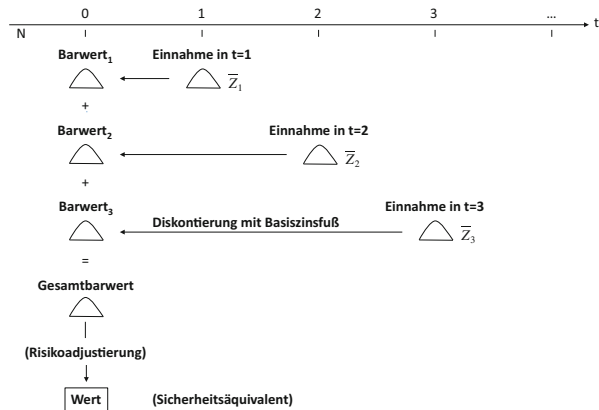 0 1 2 3 ...
t
N
Barwert₁ Einnahme in t=1
Z̅₁
+
Einnahme in t=2
Barwert₂
Z̅₂
+
Barwert₃ Einnahme in t=3
Diskontierung mit Basiszinsfuß
Z̅₃
=
Gesamtbarwert
(Risikoadjustierung)
Wert (Sicherheitsäquivalent)